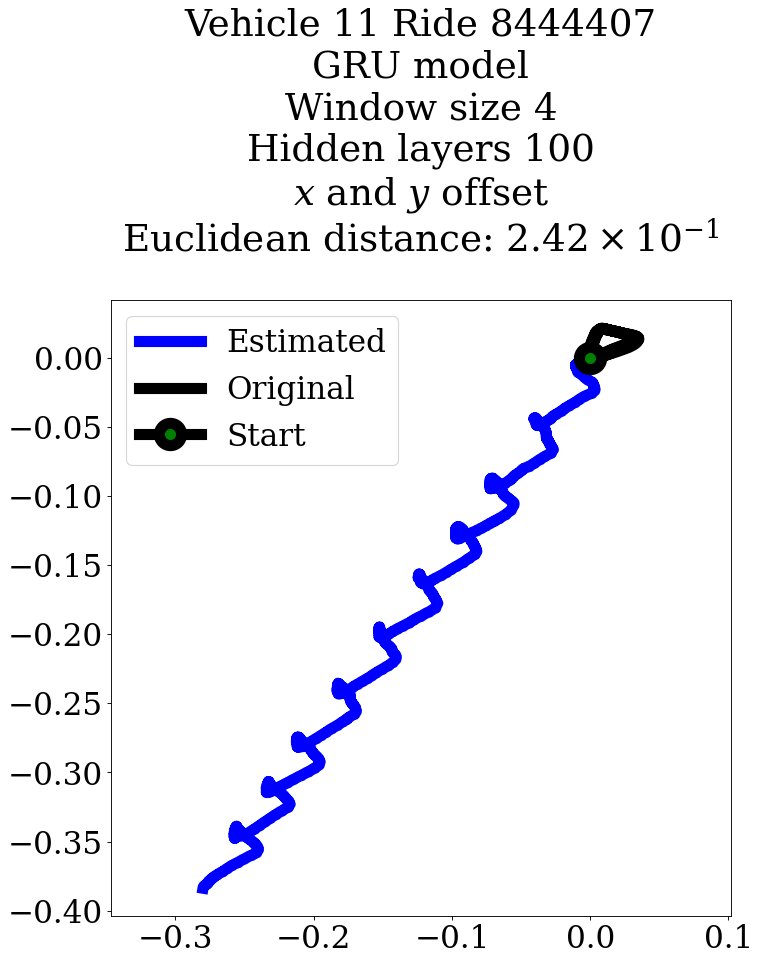 Vehicle 11 Ride 8444407
GRU model
Window size 4
Hidden layers 100
x and y offset
Euclidean distance: 2.42 × 10⁻¹
Estimated
Original
Start
0.00
−0.05
−0.10
−0.15
−0.20
−0.25
−0.30
−0.35
−0.40
−0.3 −0.2 −0.1 0.0 0.1